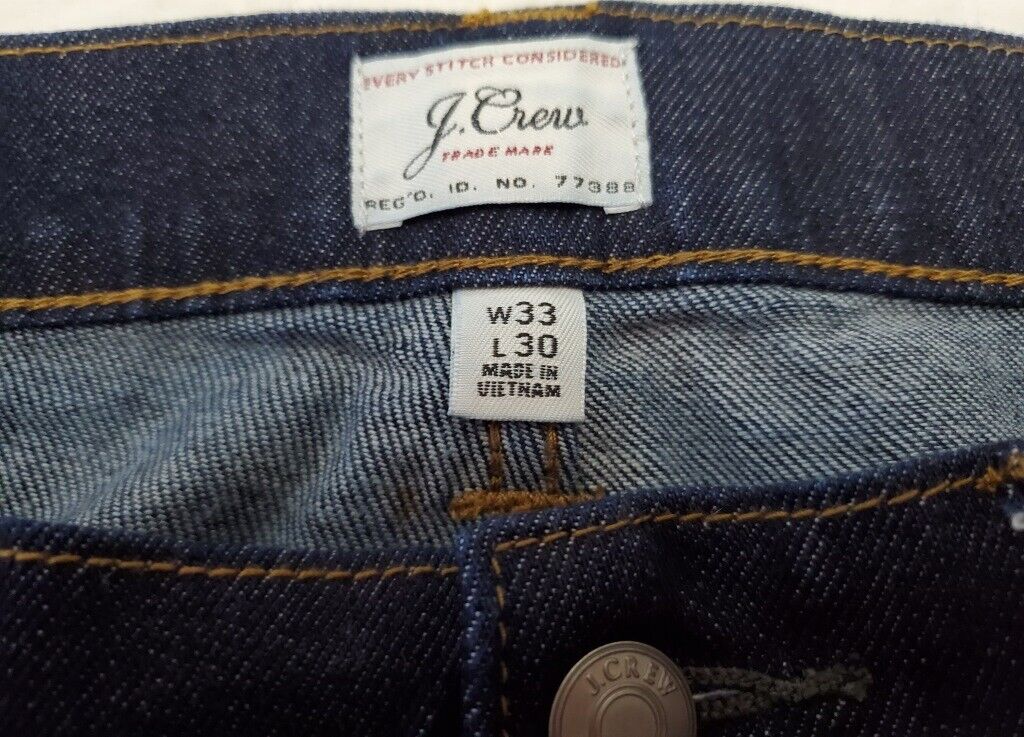 EVERY STITCH CONSIDERED
J.Crew
TRADE MARK
REG'D. ID. NO. 77388
W33
L30
MADE IN
VIETNAM
J.CREW